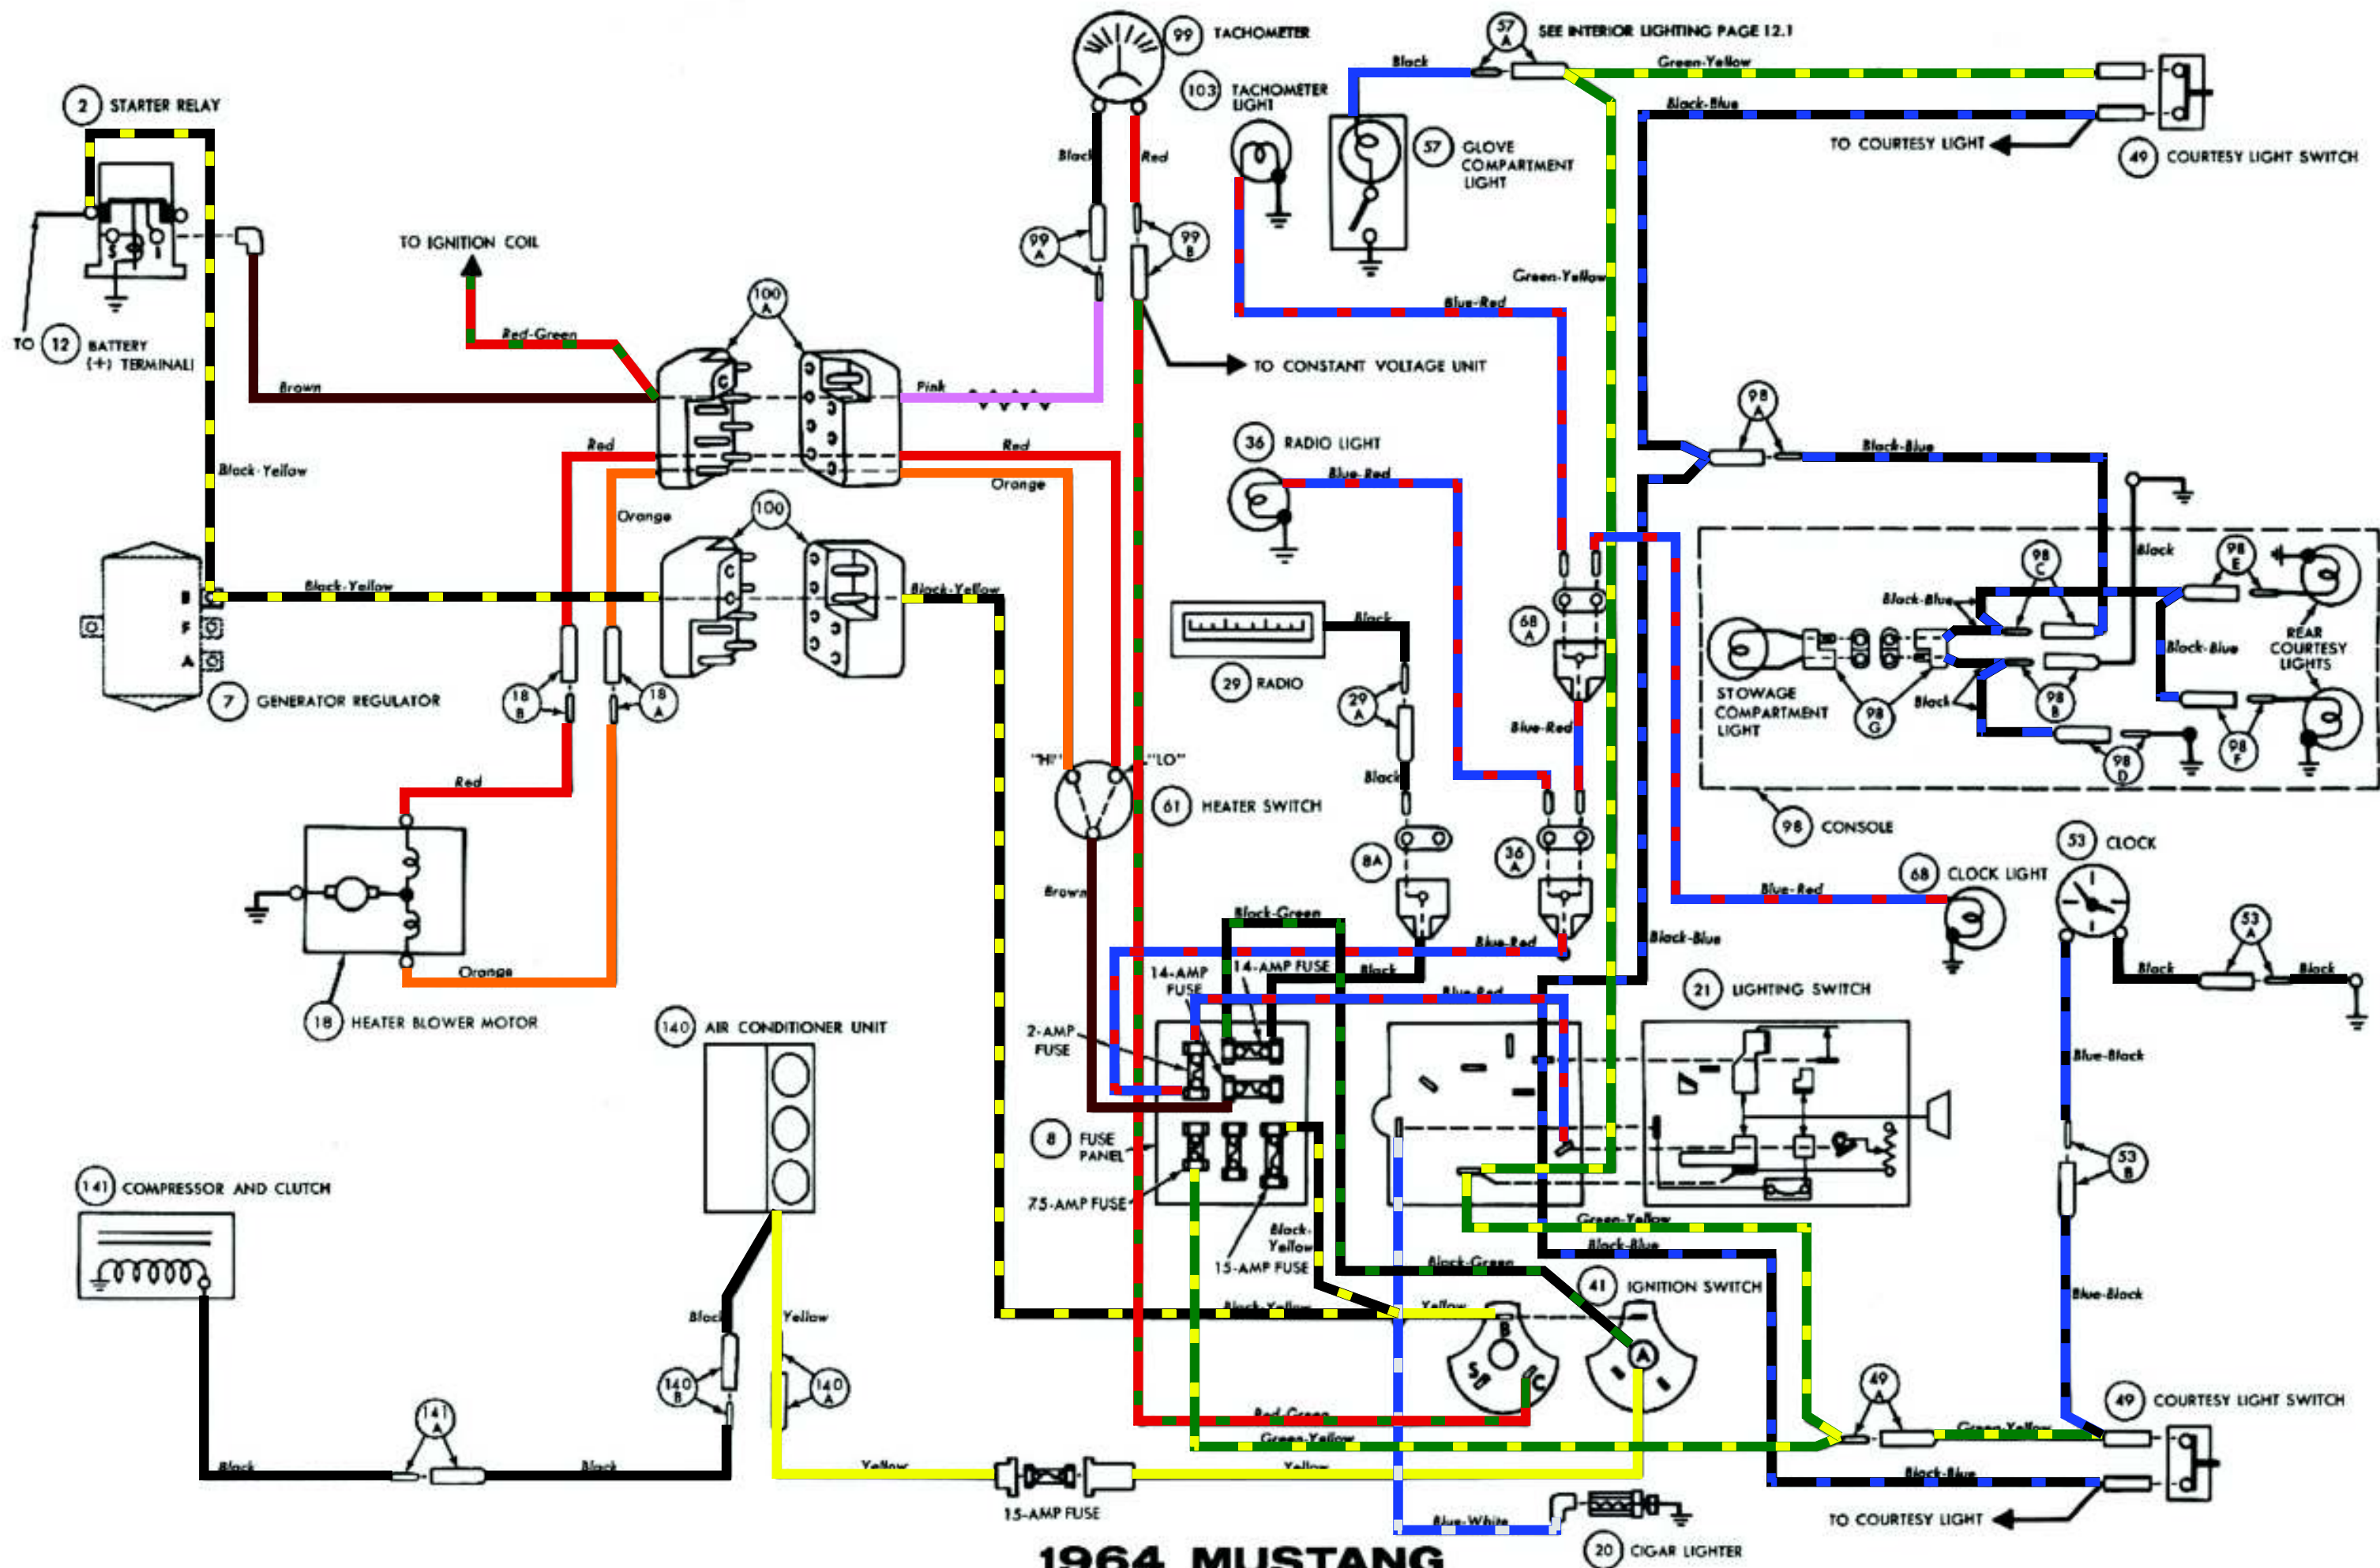 99 TACHOMETER
57 A SEE INTERIOR LIGHTING PAGE 12.1
Black
Green-Yellow
2 STARTER RELAY
103 TACHOMETER LIGHT
Black-Blue
TO COURTESY LIGHT
49 COURTESY LIGHT SWITCH
Black
Red
57 GLOVE COMPARTMENT LIGHT
S
I
TO IGNITION COIL
99 A
99 B
Green-Yellow
100 A
Blue-Red
TO 12 BATTERY (+) TERMINAL)
Red-Green
TO CONSTANT VOLTAGE UNIT
Brown
C
Pink
98 A
Red
Red
36 RADIO LIGHT
Black-Blue
Black-Yellow
Blue-Red
Orange
Orange
100
Black
98 C
98 E
Black-Yellow
C
Black-Yellow
B
F
A
Black
68 A
Black-Blue
REAR COURTESY LIGHTS
Black-Blue
7 GENERATOR REGULATOR
18 B
18 A
29 RADIO
29 A
STOWAGE COMPARTMENT LIGHT
98 G
Black
98 B
Blue-Red
98 D
98 F
"HI"
"LO"
Black
Red
61 HEATER SWITCH
98 CONSOLE
53 CLOCK
8A
36 A
68 CLOCK LIGHT
Brown
Blue-Red
Black-Green
53 A
Black-Blue
Blue-Red
Orange
14-AMP FUSE
14-AMP FUSE
Black
Black
Black
18 HEATER BLOWER MOTOR
140 AIR CONDITIONER UNIT
Blue-Red
21 LIGHTING SWITCH
2-AMP FUSE
Blue-Black
8 FUSE PANEL
53 B
141 COMPRESSOR AND CLUTCH
7.5-AMP FUSE
Green-Yellow
Black-Yellow
Black-Blue
15-AMP FUSE
Black-Green
41 IGNITION SWITCH
Blue-Black
Black
Yellow
Black-Yellow
Yellow
B
S
C
A
140 B
140 A
49 A
49 COURTESY LIGHT SWITCH
141 A
Red-Green
Green-Yellow
Green-Yellow
Black
Black
Yellow
Yellow
Black-Blue
15-AMP FUSE
Blue-White
TO COURTESY LIGHT
20 CIGAR LIGHTER
1964 MUSTANG